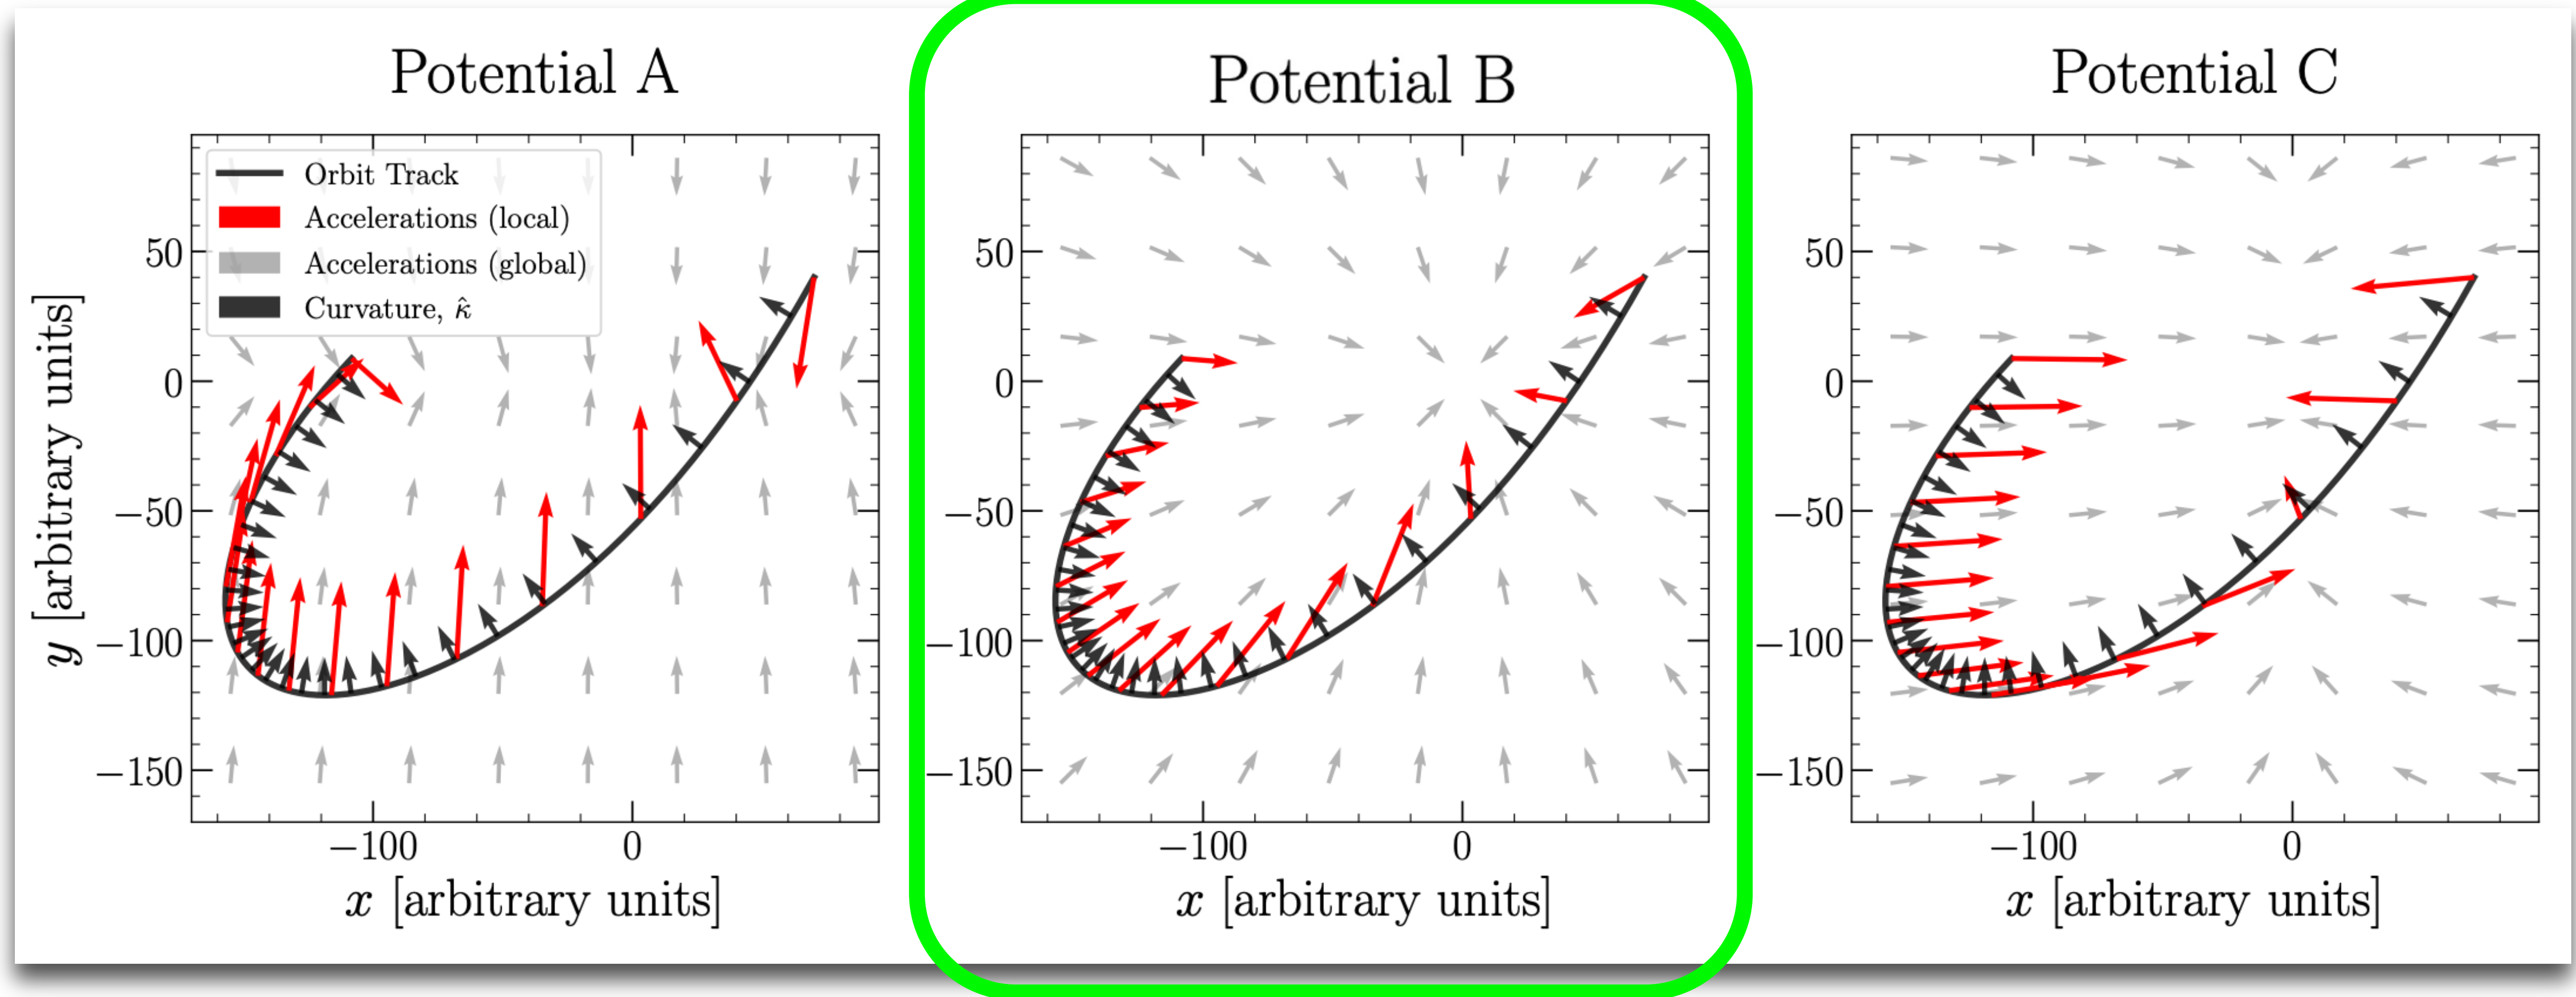 Potential A
Potential B
Potential C
Orbit Track
Accelerations (local)
Accelerations (global)
Curvature, κ̂
50
0
−50
−100
−150
−100
0
x [arbitrary units]
y [arbitrary units]
50
0
−50
−100
−150
−100
0
x [arbitrary units]
50
0
−50
−100
−150
−100
0
x [arbitrary units]